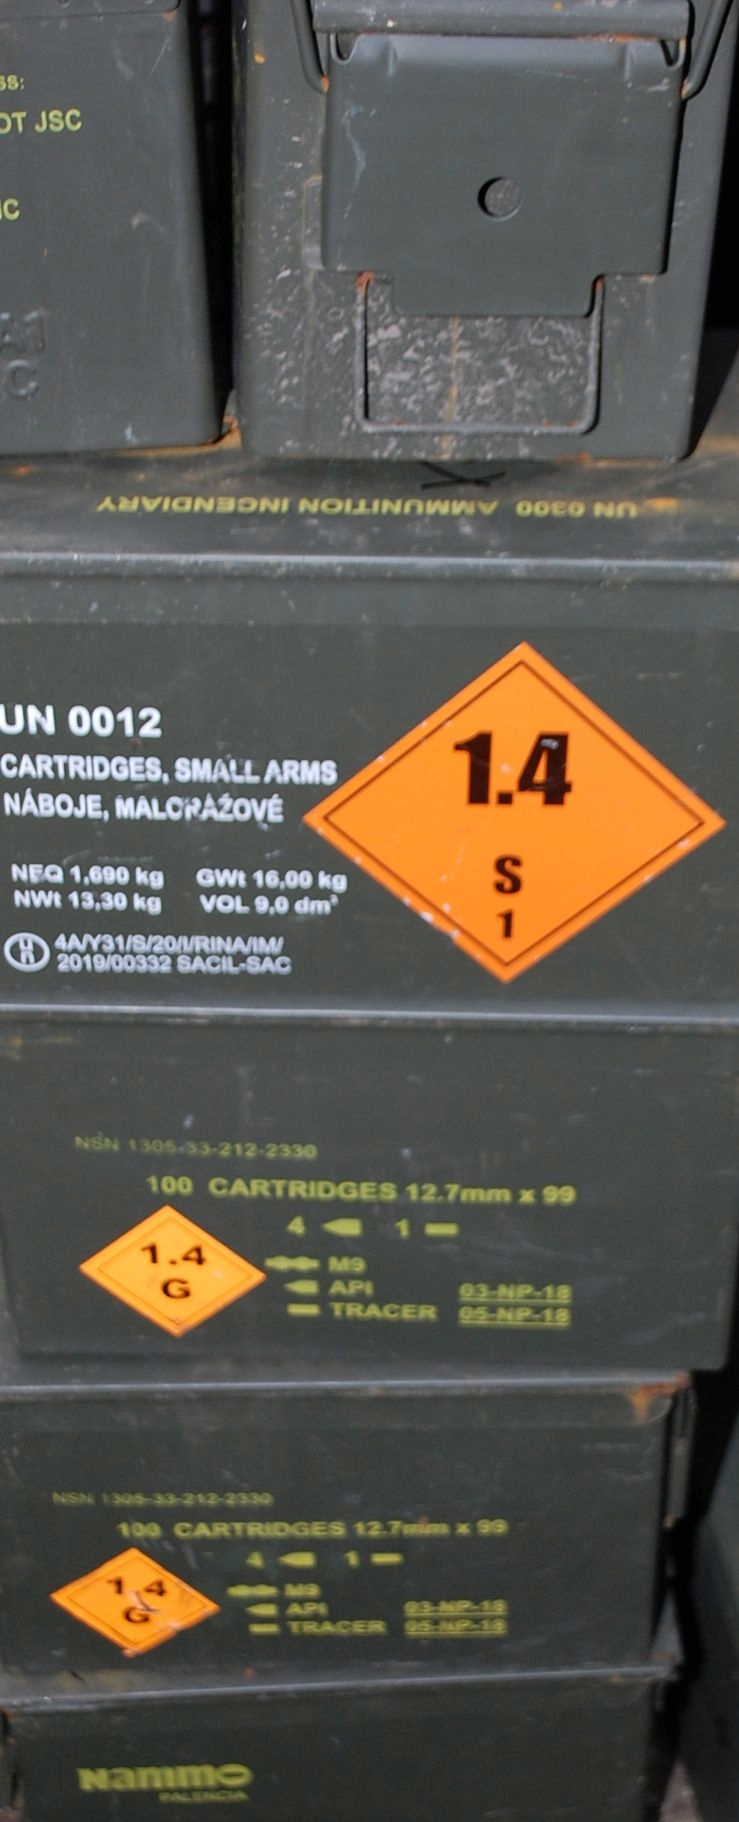 ss:
OT JSC
IC
A1
C
UN 0300 AMMUNITION INCENDIARY
UN 0012
CARTRIDGES, SMALL ARMS
NÁBOJE, MALORÁŽOVÉ
NEQ 1,690 kg GWt 16,00 kg
NWt 13,30 kg VOL 9,0 dm³
4A/Y31/S/20/I/RINA/IM/
2019/00332 SACIL-SAC
1.4
S
1
NSN 1305-33-212-2330
100 CARTRIDGES 12.7mm x 99
4 1
1.4
G
M9
API 03-NP-18
TRACER 05-NP-18
NSN 1305-33-212-2330
100 CARTRIDGES 12.7mm x 99
4 1
1.4
G
M9
API 03-NP-18
TRACER 05-NP-18
Nammo
PALENCIA